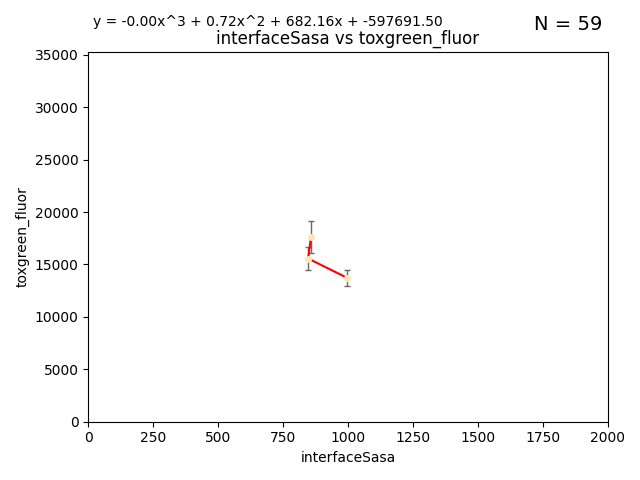 y = -0.00x^3 + 0.72x^2 + 682.16x + -597691.50
N = 59
interfaceSasa vs toxgreen_fluor
35000
30000
25000
20000
15000
10000
5000
0
toxgreen_fluor
0 250 500 750 1000 1250 1500 1750 2000
interfaceSasa